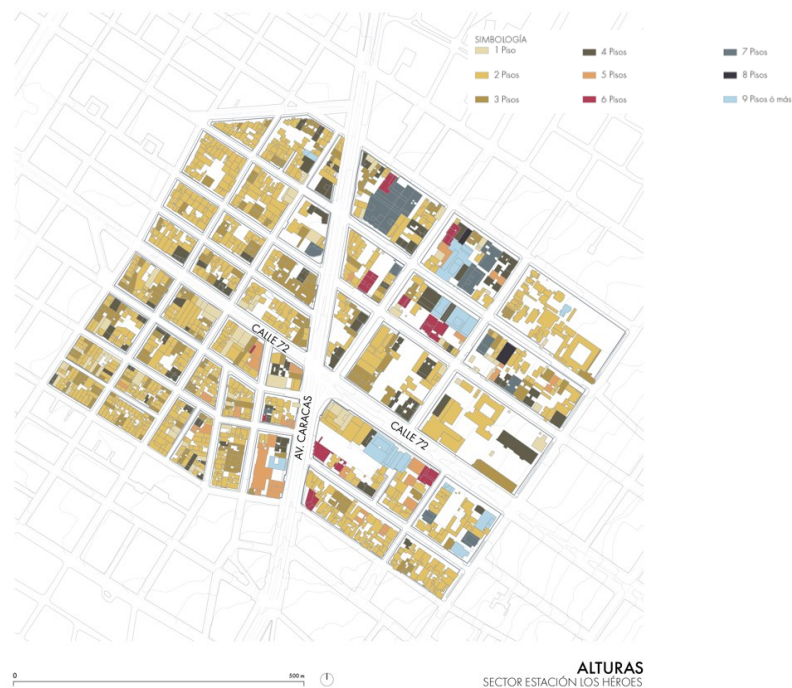 SIMBOLOGÍA
1 Piso
2 Pisos
3 Pisos
4 Pisos
5 Pisos
6 Pisos
7 Pisos
8 Pisos
9 Pisos ó más
CALLE 72
AV. CARACAS
CALLE 72
0
500 m
ALTURAS
SECTOR ESTACIÓN LOS HÉROES